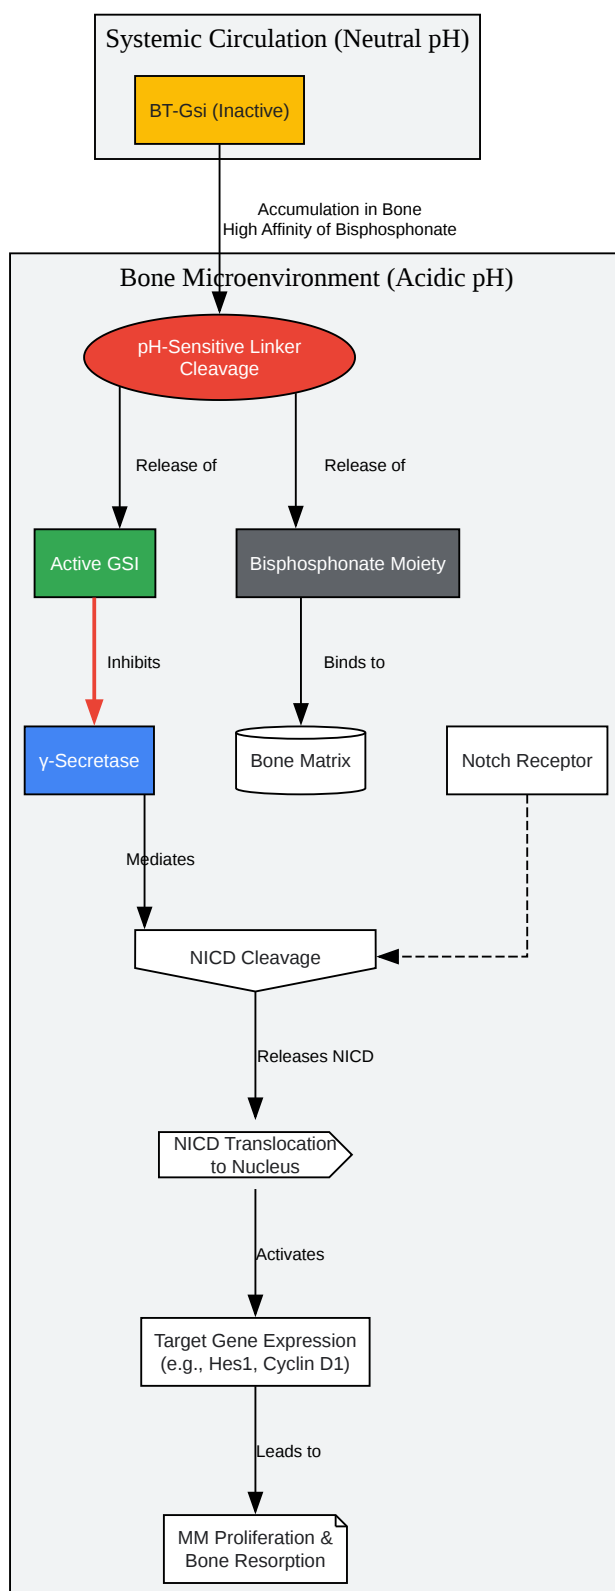 Systemic Circulation (Neutral pH)
BT-Gsi (Inactive)
Accumulation in Bone
High Affinity of Bisphosphonate
Bone Microenvironment (Acidic pH)
pH-Sensitive Linker
Cleavage
Release of
Release of
Active GSI
Bisphosphonate Moiety
Inhibits
Binds to
γ-Secretase
Bone Matrix
Notch Receptor
Mediates
NICD Cleavage
Releases NICD
NICD Translocation
to Nucleus
Activates
Target Gene Expression
(e.g., Hes1, Cyclin D1)
Leads to
MM Proliferation &
Bone Resorption